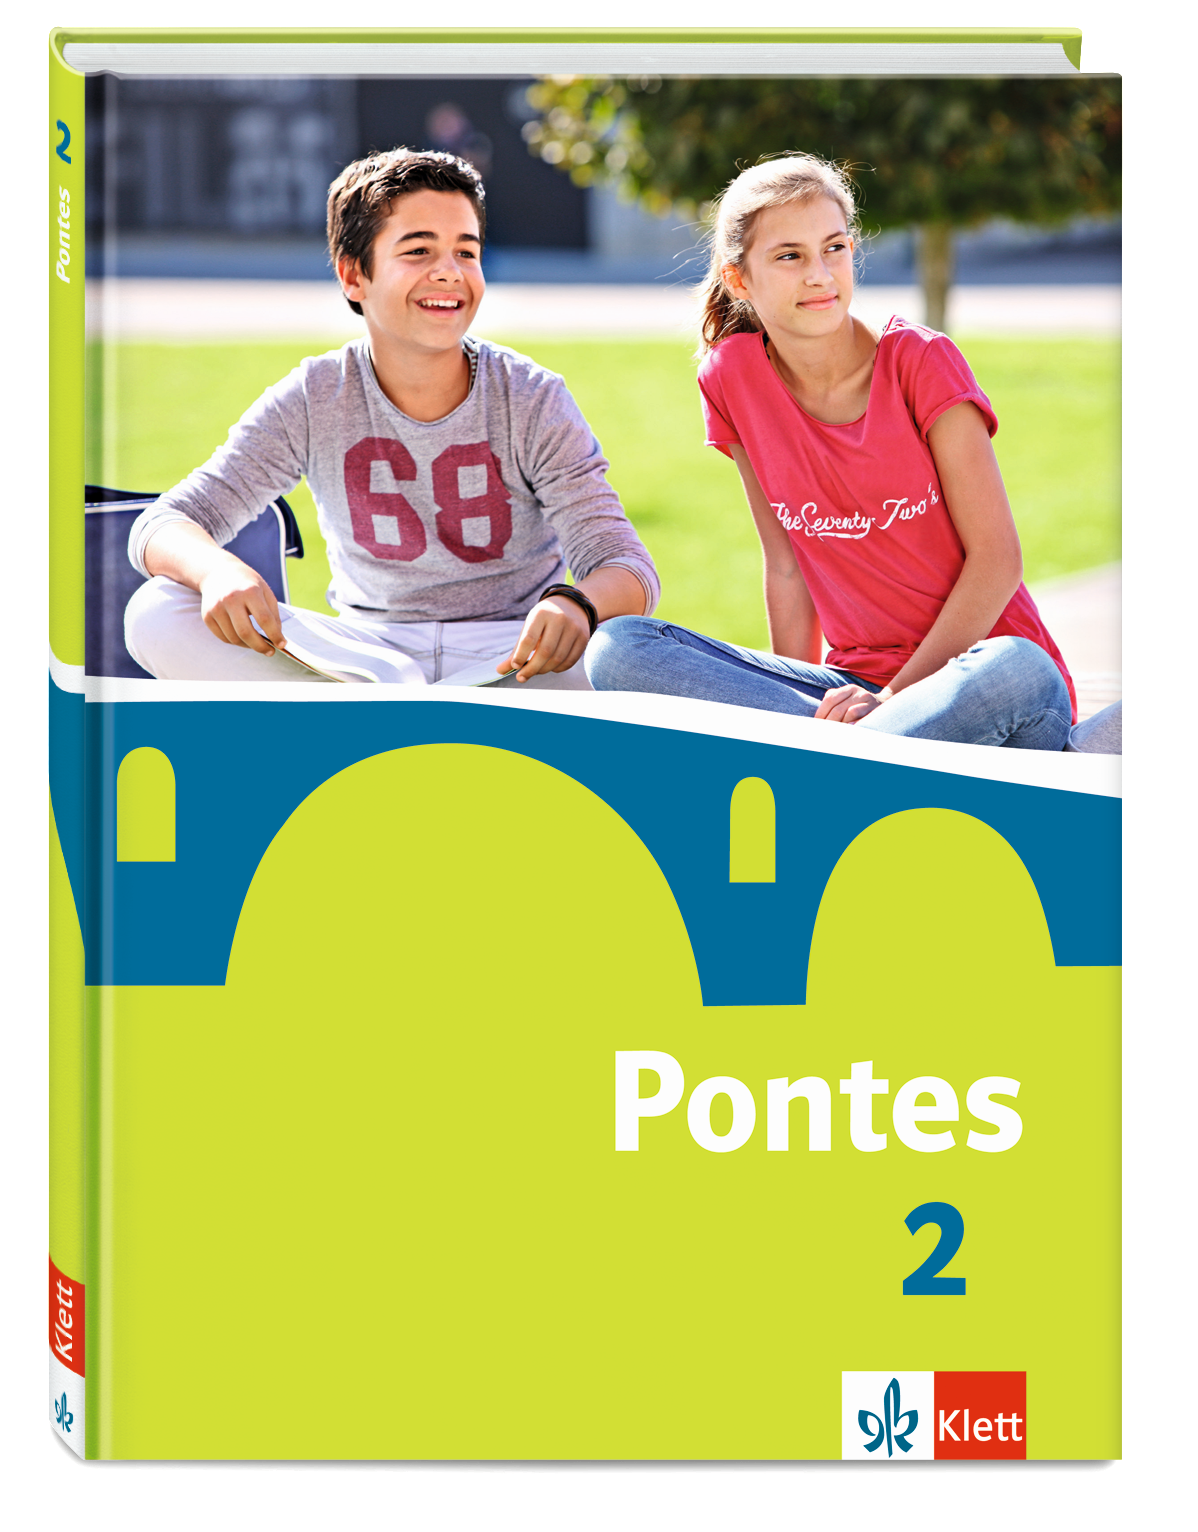 Pontes 2
68
The Seventy-Two's
Pontes
2
Klett
Klett